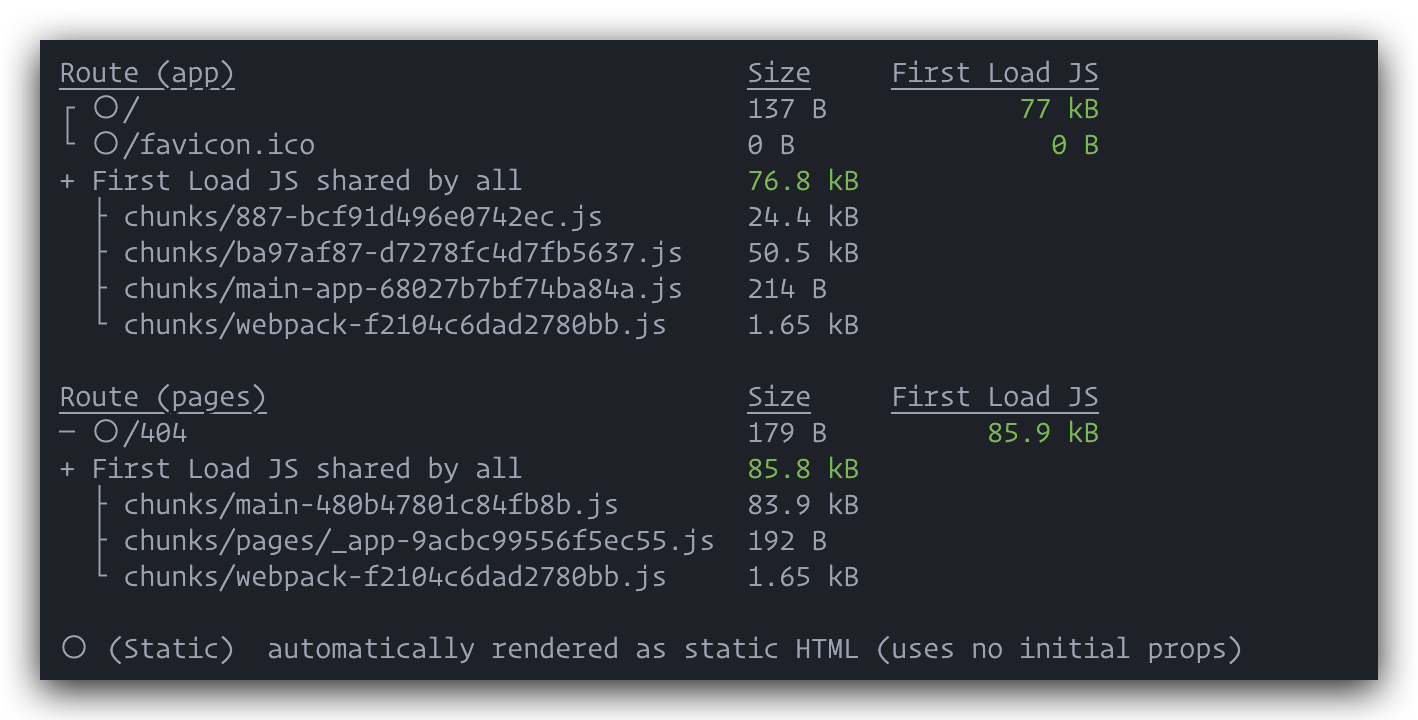 Route (app)                                Size     First Load JS
┌ ○ /                                      137 B           77 kB
└ ○ /favicon.ico                           0 B               0 B
+ First Load JS shared by all              76.8 kB
  ├ chunks/887-bcf91d496e0742ec.js         24.4 kB
  ├ chunks/ba97af87-d7278fc4d7fb5637.js    50.5 kB
  ├ chunks/main-app-68027b7bf74ba84a.js    214 B
  └ chunks/webpack-f2104c6dad2780bb.js     1.65 kB

Route (pages)                              Size     First Load JS
─ ○ /404                                   179 B         85.9 kB
+ First Load JS shared by all              85.8 kB
  ├ chunks/main-480b47801c84fb8b.js        83.9 kB
  ├ chunks/pages/_app-9acbc99556f5ec55.js  192 B
  └ chunks/webpack-f2104c6dad2780bb.js     1.65 kB

○ (Static)  automatically rendered as static HTML (uses no initial props)